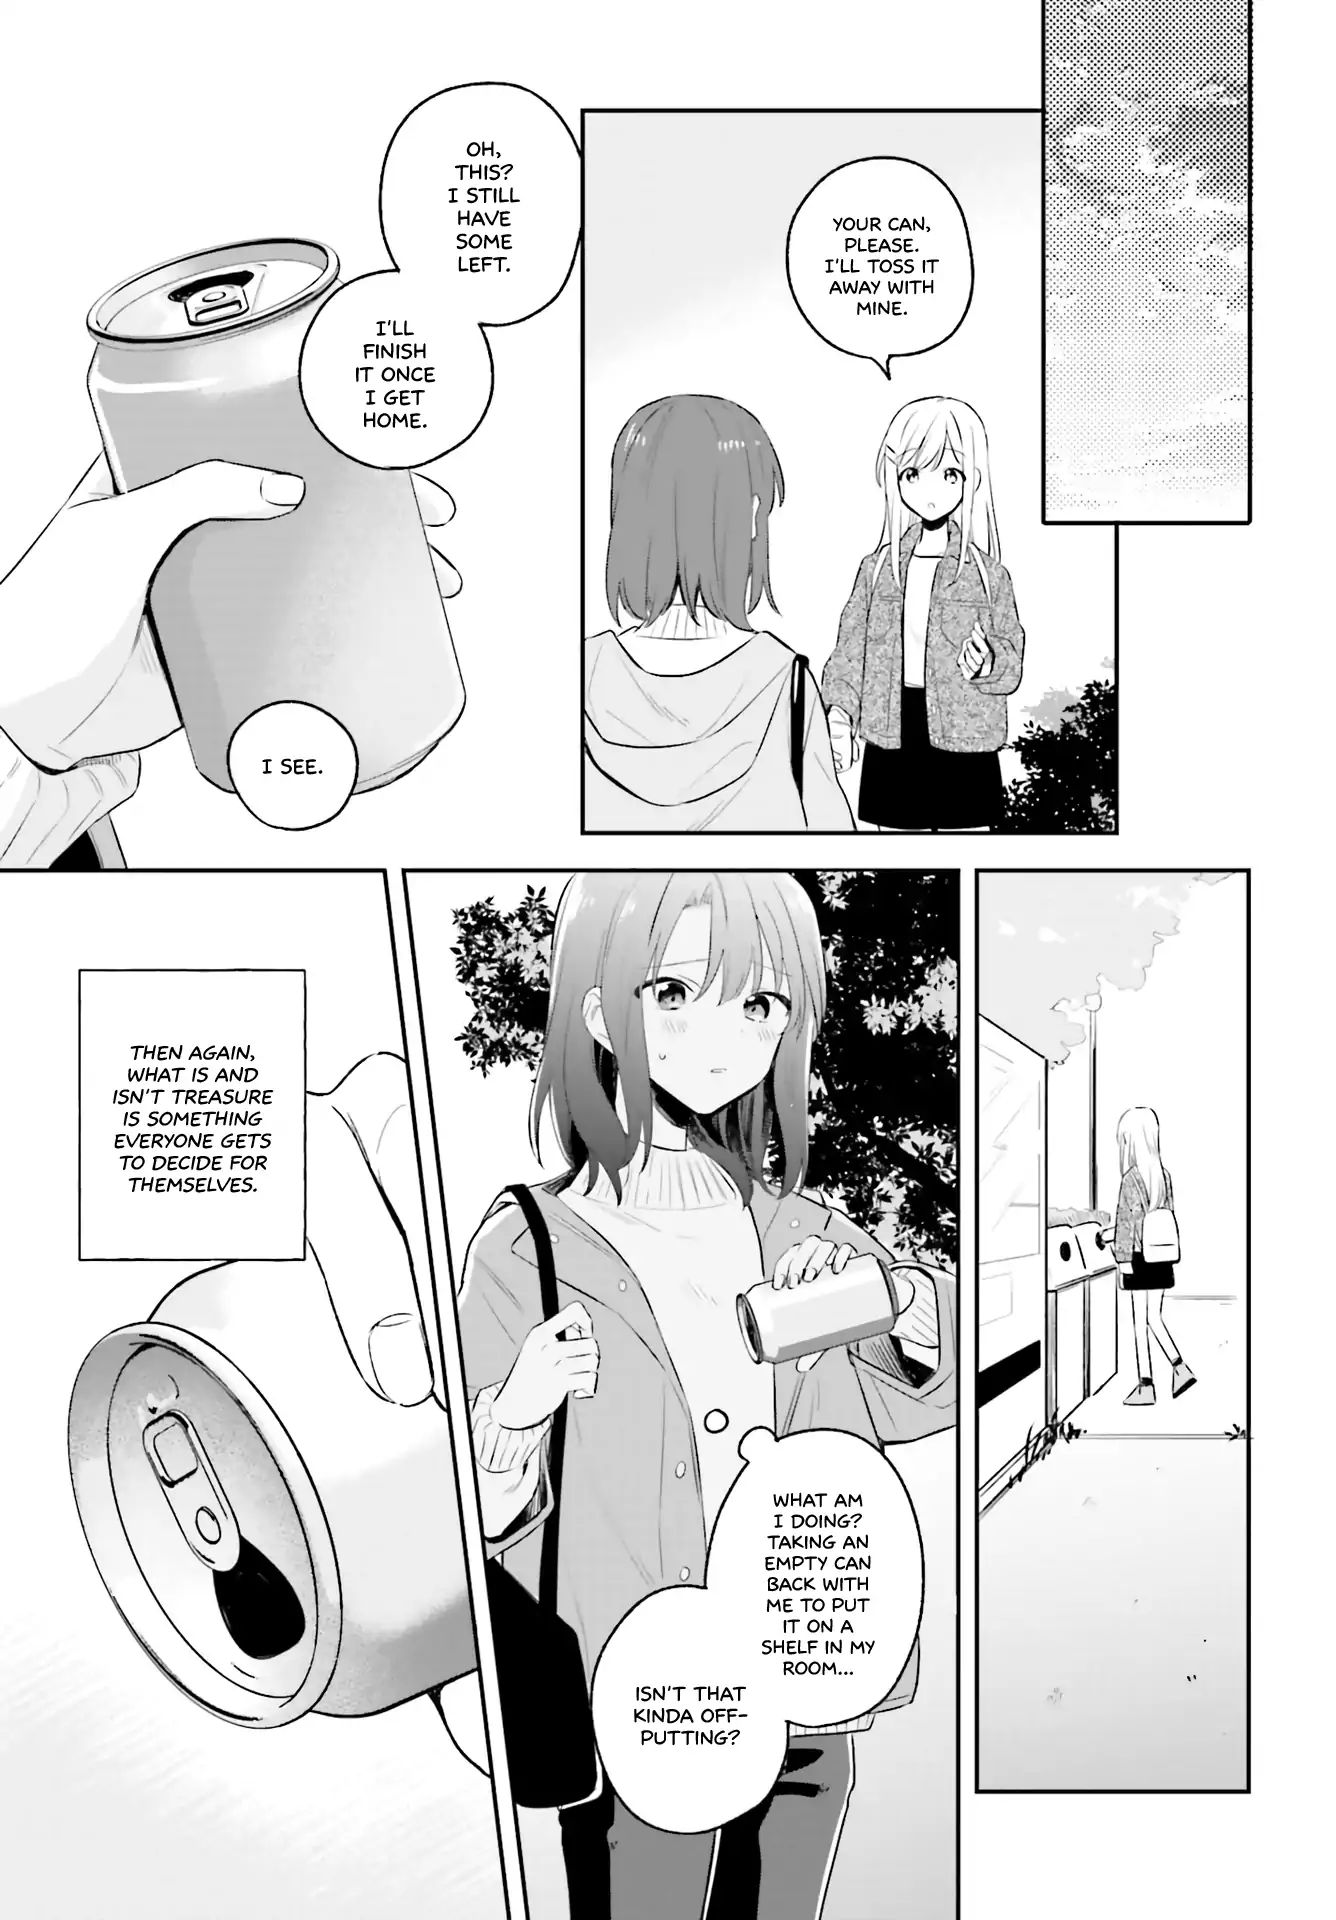 YOUR CAN,
PLEASE.
I'LL TOSS IT
AWAY WITH
MINE.
OH,
THIS?
I STILL
HAVE
SOME
LEFT.
I'LL
FINISH
IT ONCE
I GET
HOME.
I SEE.
WHAT AM
I DOING?
TAKING AN
EMPTY CAN
BACK WITH
ME TO PUT
IT ON A
SHELF IN MY
ROOM...
ISN'T THAT
KINDA OFF-
PUTTING?
THEN AGAIN,
WHAT IS AND
ISN'T TREASURE
IS SOMETHING
EVERYONE GETS
TO DECIDE FOR
THEMSELVES.